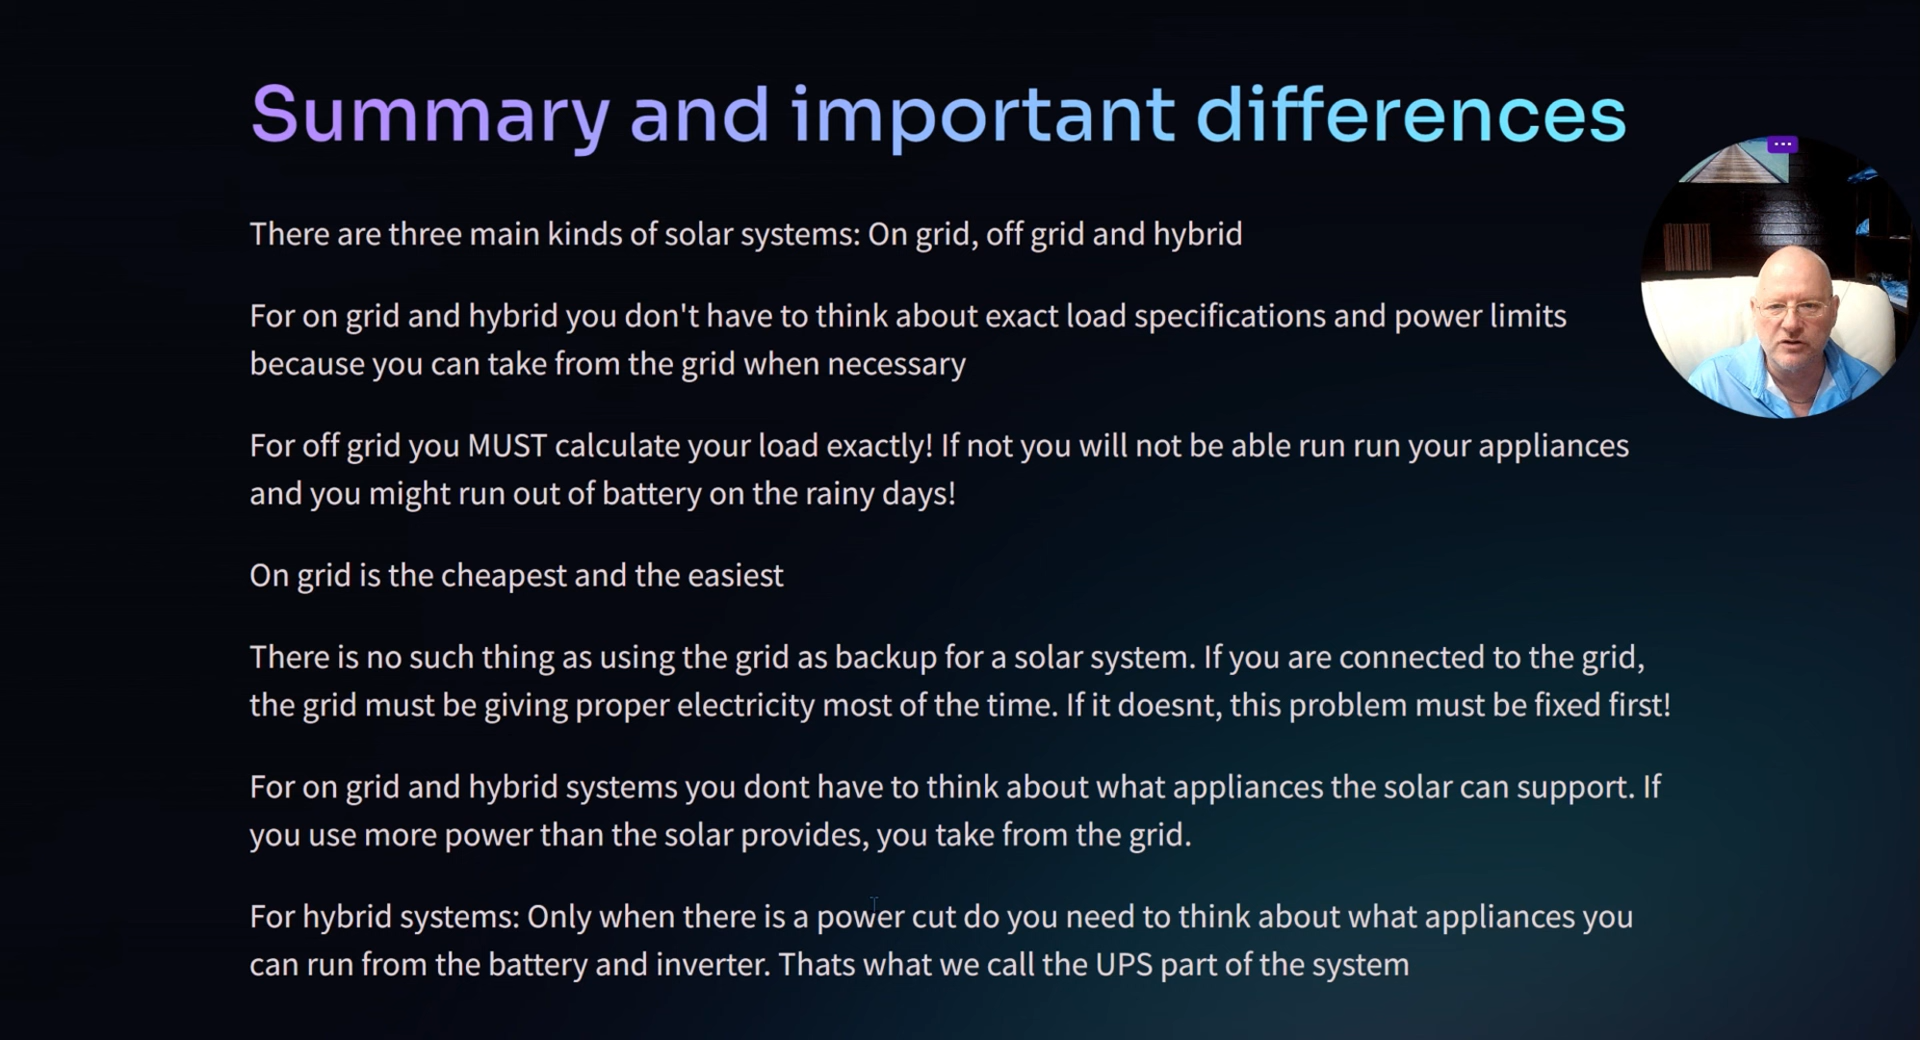 Summary and important differences
There are three main kinds of solar systems: On grid, off grid and hybrid
For on grid and hybrid you don't have to think about exact load specifications and power limits
because you can take from the grid when necessary
For off grid you MUST calculate your load exactly! If not you will not be able run run your appliances
and you might run out of battery on the rainy days!
On grid is the cheapest and the easiest
There is no such thing as using the grid as backup for a solar system. If you are connected to the grid,
the grid must be giving proper electricity most of the time. If it doesnt, this problem must be fixed first!
For on grid and hybrid systems you dont have to think about what appliances the solar can support. If
you use more power than the solar provides, you take from the grid.
For hybrid systems: Only when there is a power cut do you need to think about what appliances you
can run from the battery and inverter. Thats what we call the UPS part of the system